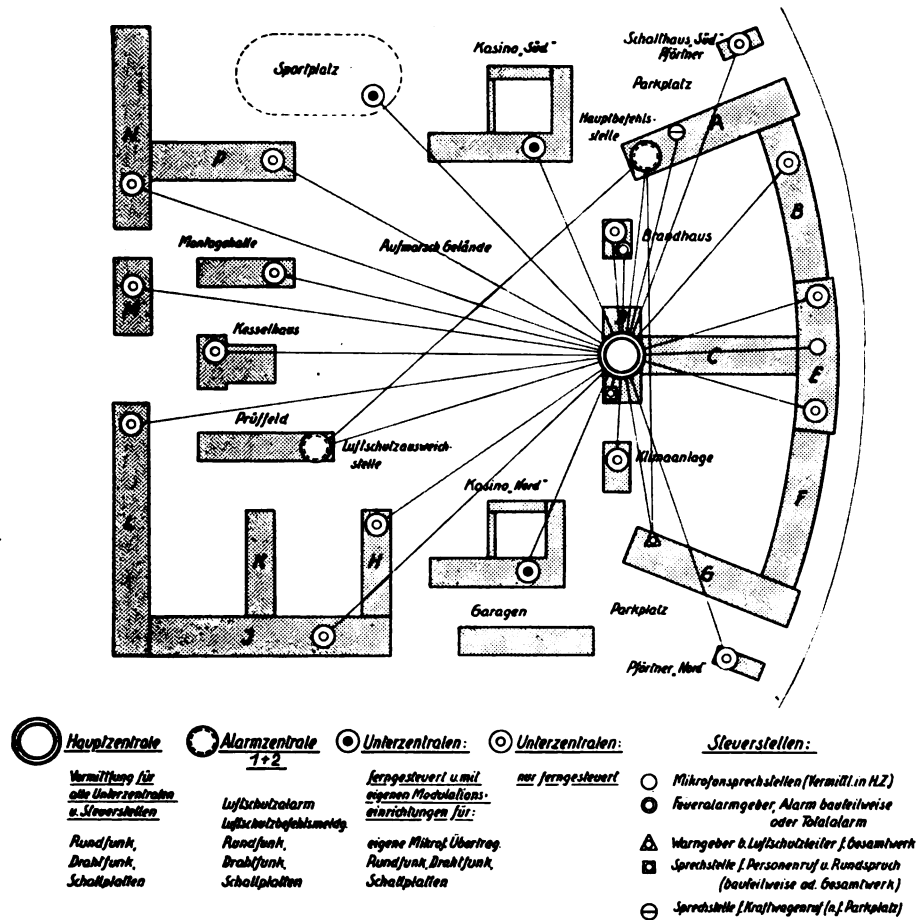 Kasino „Süd“
Schalthaus „Süd“
Pförtner
Sportplatz
Parkplatz
Hauptbefehls-
stelle
A
N
P
B
Montagehalle
Aufmarsch Gelände
Brandhaus
M
D
Kesselhaus
C
E
Prüffeld
Luftschutzausweich-
stelle
Klimaanlage
Kasino „Nord“
F
L
K
H
G
Garagen
Parkplatz
J
Pförtner „Nord“
Hauptzentrale
Vermittlung für
alle Unterzentralen
u. Steuerstellen
Rundfunk,
Drahtfunk,
Schallplatten
Alarmzentrale
1+2
Luftschutzalarm
Luftschutzbefehlsmeldg.
Rundfunk,
Drahtfunk,
Schallplatten
Unterzentralen:
ferngesteuert u. mit
eigenen Modulations-
einrichtungen für:
eigene Mikrof. Übertrag.
Rundfunk, Drahtfunk,
Schallplatten
Unterzentralen:
nur ferngesteuert
Steuerstellen:
Mikrofonsprechstellen (Vermittl. in H.Z.)
Feueralarmgeber, Alarm bauteilweise
oder Totalalarm
Warngeber b. Luftschutzleiter f. Gesamtwerk
Sprechstelle f. Personenruf u. Rundspruch
(bauteilweise od. Gesamtwerk)
Sprechstelle f. Kraftwagenruf (n.f. Parkplatz)